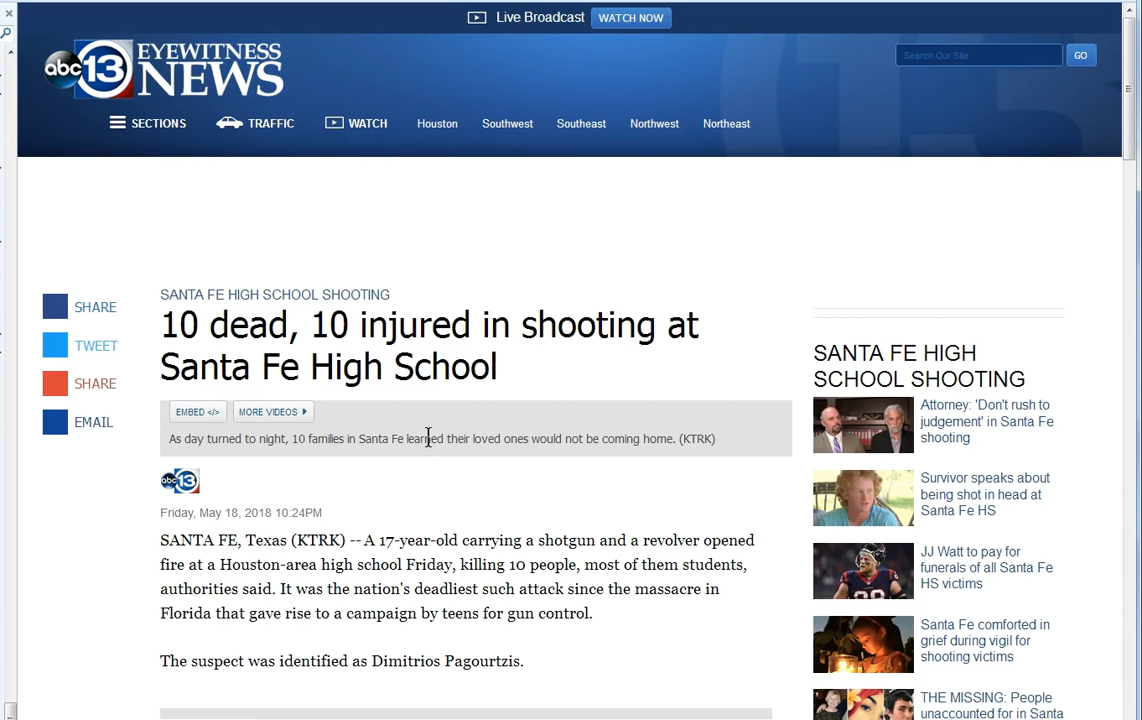 Live Broadcast WATCH NOW
abc 13 EYEWITNESS NEWS
Search Our Site GO
SECTIONS TRAFFIC WATCH Houston Southwest Southeast Northwest Northeast
SHARE
TWEET
SHARE
EMAIL
SANTA FE HIGH SCHOOL SHOOTING
10 dead, 10 injured in shooting at
Santa Fe High School
EMBED </> MORE VIDEOS
As day turned to night, 10 families in Santa Fe learned their loved ones would not be coming home. (KTRK)
abc 13
Friday, May 18, 2018 10:24PM
SANTA FE, Texas (KTRK) -- A 17-year-old carrying a shotgun and a revolver opened
fire at a Houston-area high school Friday, killing 10 people, most of them students,
authorities said. It was the nation's deadliest such attack since the massacre in
Florida that gave rise to a campaign by teens for gun control.
The suspect was identified as Dimitrios Pagourtzis.
SANTA FE HIGH
SCHOOL SHOOTING
Attorney: 'Don't rush to
judgement' in Santa Fe
shooting
Survivor speaks about
being shot in head at
Santa Fe HS
JJ Watt to pay for
funerals of all Santa Fe
HS victims
Santa Fe comforted in
grief during vigil for
shooting victims
THE MISSING: People
unaccounted for in Santa